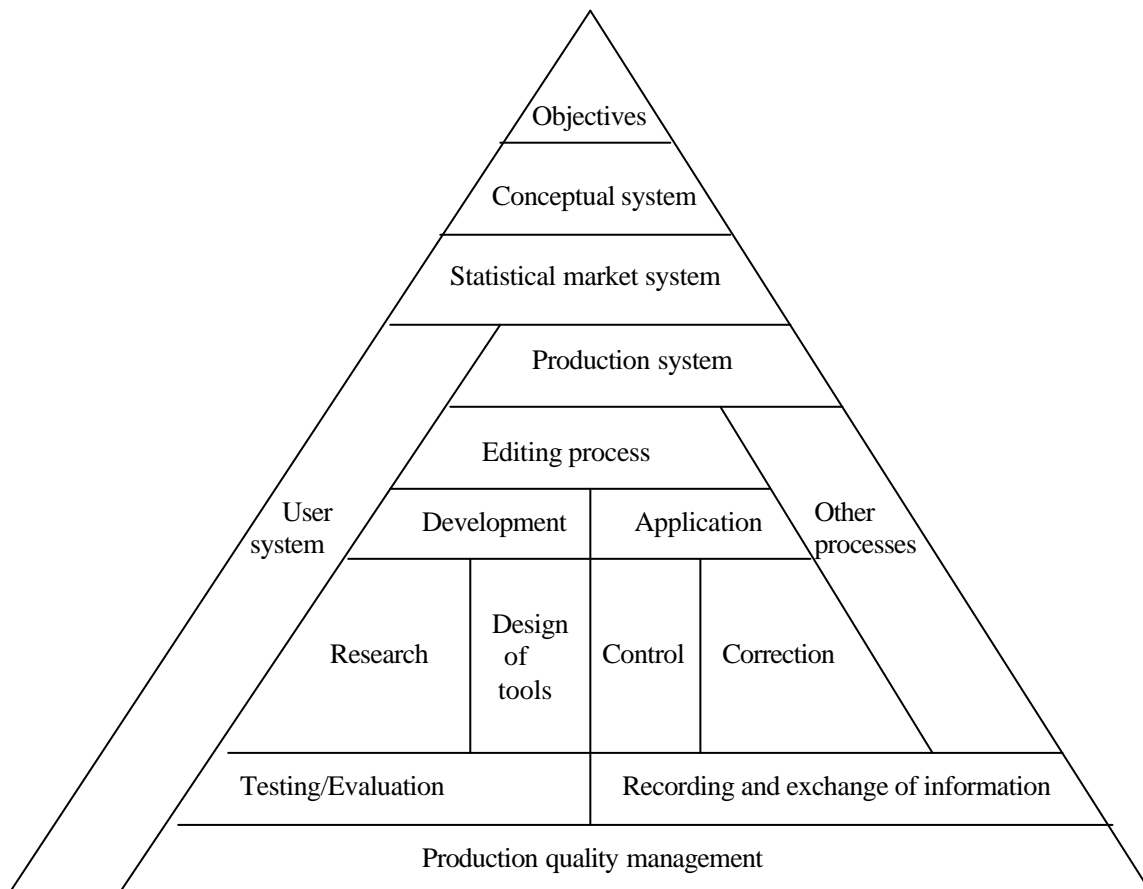 Objectives
Conceptual system
Statistical market system
Production system
Editing process
User
system
Development
Application
Other
processes
Research
Design
of
tools
Control
Correction
Testing/Evaluation
Recording and exchange of information
Production quality management